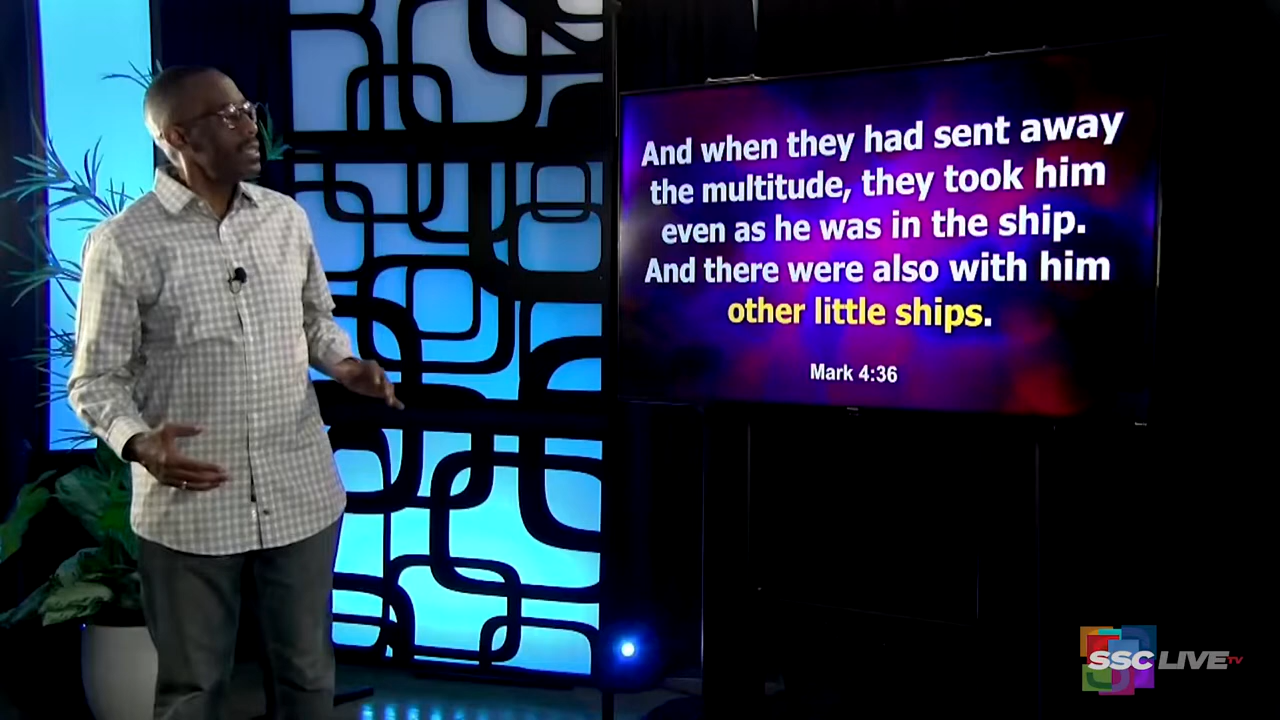 And when they had sent away
the multitude, they took him
even as he was in the ship.
And there were also with him
other little ships.
Mark 4:36
SSC LIVE TV